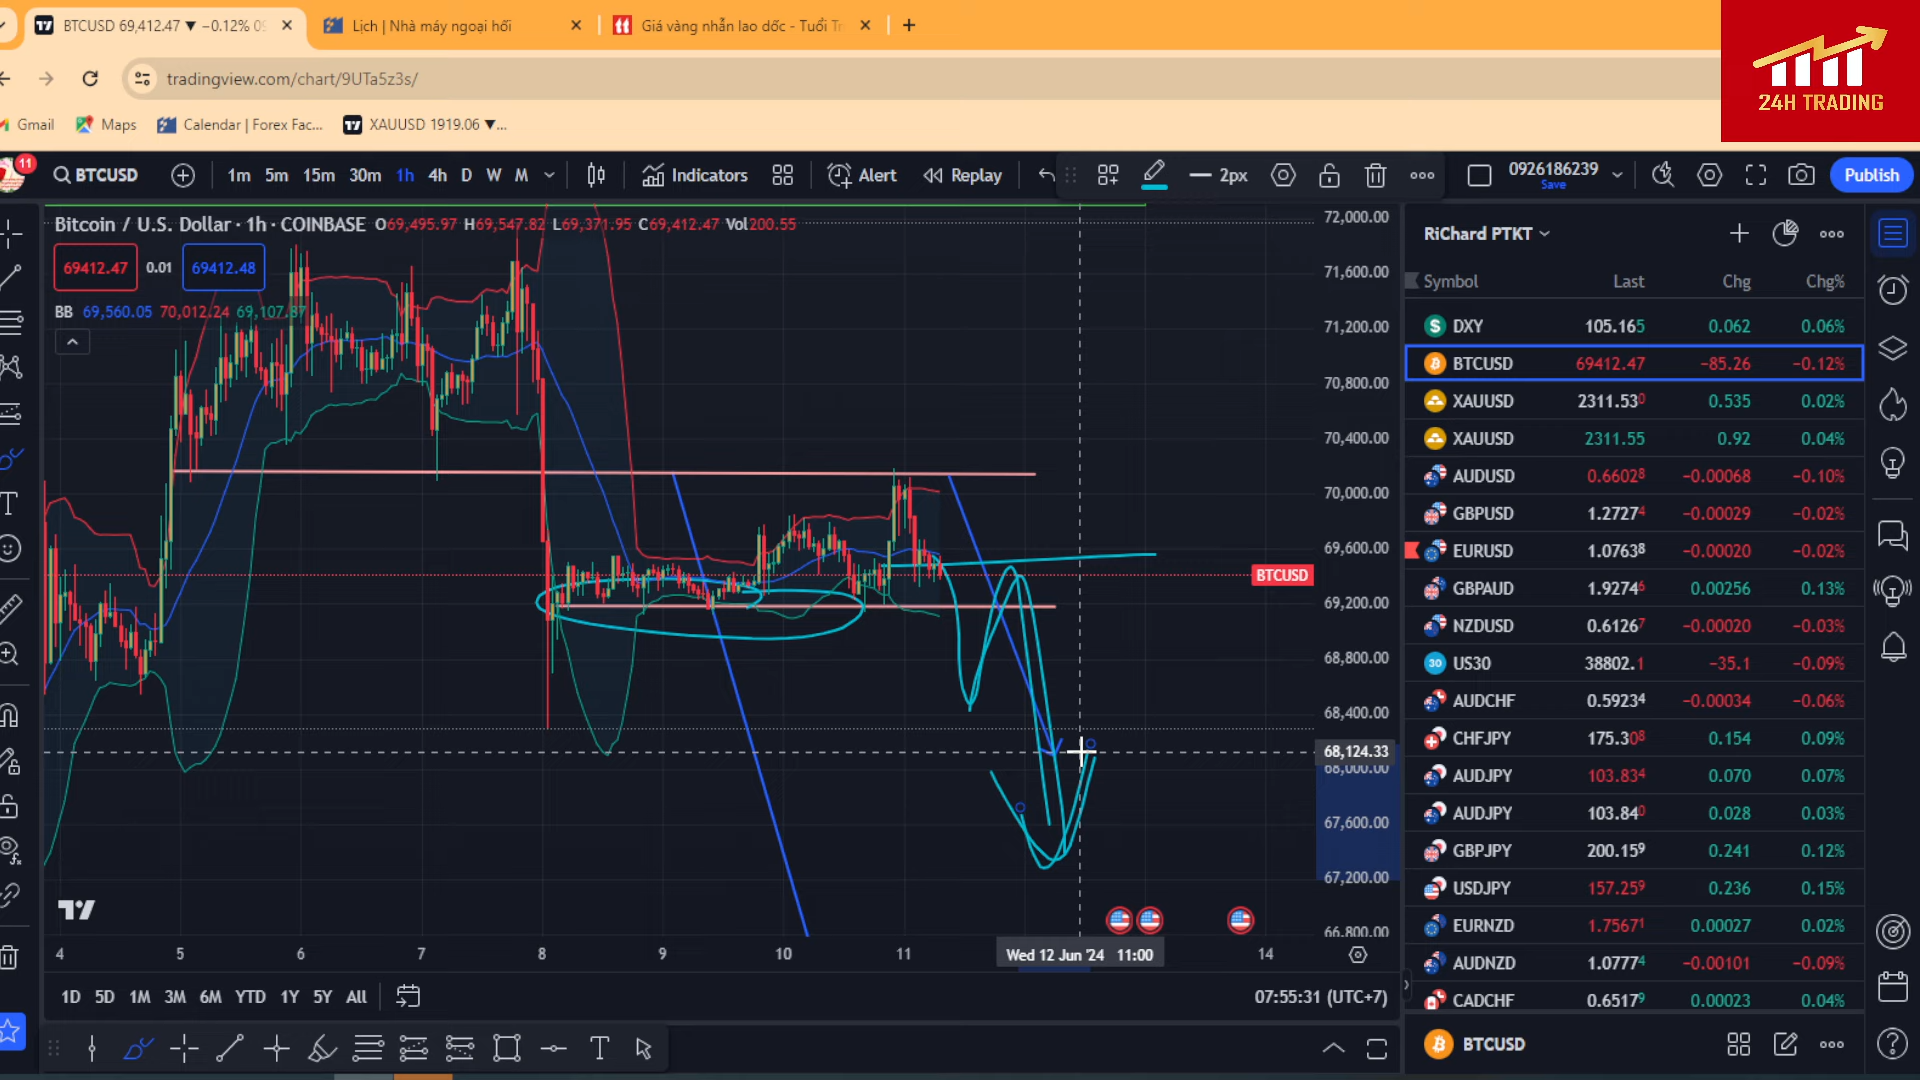 BTCUSD 69,412.47 ▼ −0.12%
Lịch | Nhà máy ngoại hối
Giá vàng nhẫn lao dốc - Tuổi Tr
24H TRADING
tradingview.com/chart/9UTa5z3s/
Gmail
Maps
Calendar | Forex Fac...
XAUUSD 1919.06 ▼...
11
BTCUSD
1m 5m 15m 30m 1h 4h D W M
Indicators
Alert
Replay
2px
0926186239
Save
Publish
Bitcoin / U.S. Dollar · 1h · COINBASE O69,495.97 H69,547.82 L69,371.95 C69,412.47 Vol200.55
69412.47 0.01 69412.48
BB 69,560.05 70,012.24 69,107.87
72,000.00
71,600.00
71,200.00
70,800.00
70,400.00
70,000.00
69,600.00
BTCUSD
69,200.00
68,800.00
68,400.00
68,124.33
68,000.00
67,600.00
67,200.00
66,800.00
4 5 6 7 8 9 10 11 Wed 12 Jun '24 11:00 14
1D 5D 1M 3M 6M YTD 1Y 5Y All
07:55:31 (UTC+7)
RiChard PTKT
Symbol Last Chg Chg%
DXY 105.165 0.062 0.06%
BTCUSD 69412.47 −85.26 −0.12%
XAUUSD 2311.530 0.535 0.02%
XAUUSD 2311.55 0.92 0.04%
AUDUSD 0.66028 −0.00068 −0.10%
GBPUSD 1.27274 −0.00029 −0.02%
EURUSD 1.07638 −0.00020 −0.02%
GBPAUD 1.92746 0.00256 0.13%
NZDUSD 0.61267 −0.00020 −0.03%
30 US30 38802.1 −35.1 −0.09%
AUDCHF 0.59234 −0.00034 −0.06%
CHFJPY 175.308 0.154 0.09%
AUDJPY 103.834 0.070 0.07%
AUDJPY 103.840 0.028 0.03%
GBPJPY 200.159 0.241 0.12%
USDJPY 157.259 0.236 0.15%
EURNZD 1.75671 0.00027 0.02%
AUDNZD 1.07774 −0.00101 −0.09%
CADCHF 0.65179 0.00023 0.04%
BTCUSD